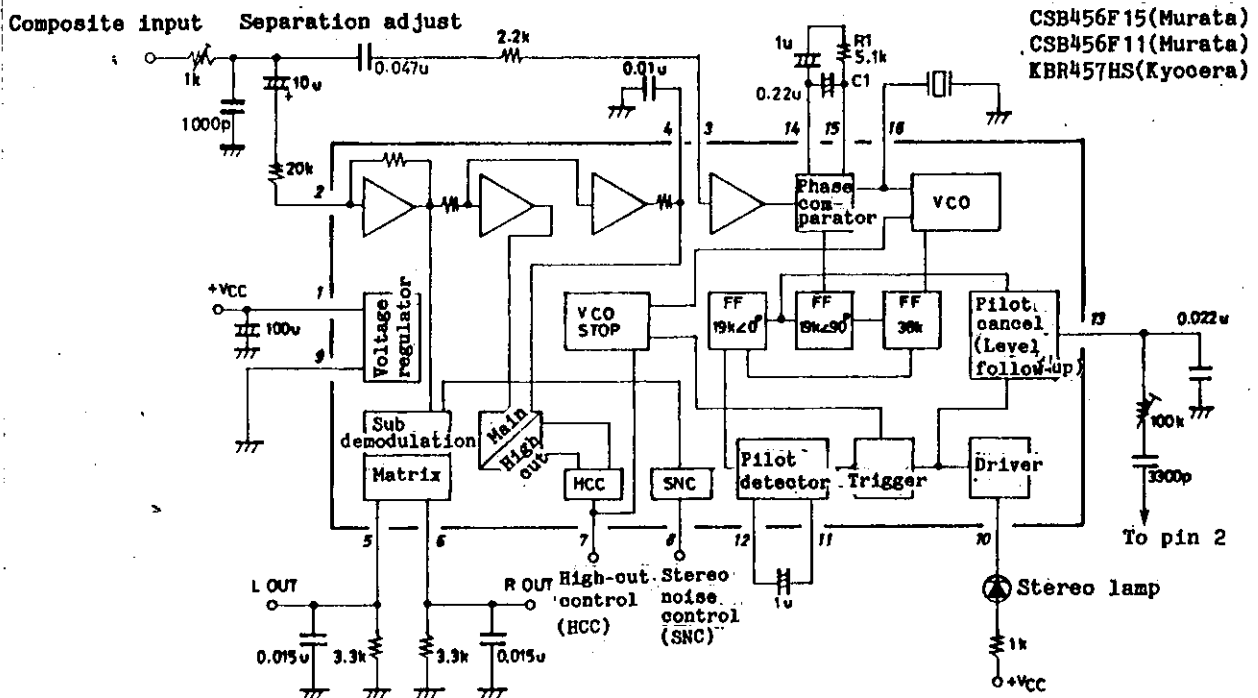 Composite input
Separation adjust
CSB456F15(Murata)
CSB456F11(Murata)
KBR457HS(Kyocera)
1k
1000p
10u
+
0.047u
2.2k
0.01u
1u
R1
5.1k
C1
0.22u
20k
2
4
3
14
15
16
Phase
com-
parator
VCO
+VCC
1
100u
9
Voltage
regulator
VCO
STOP
FF
19k∠0°
FF
19k∠90°
FF
38k
Pilot
cancel
(Level
follow-up)
13
0.022u
100k
3300p
To pin 2
Sub
demodulation
Matrix
Main
High
cut
HCC
SNC
Pilot
detector
Trigger
Driver
5
6
7
8
12
11
10
L OUT
R OUT
High-cut
control
(HCC)
Stereo
noise
control
(SNC)
1u
Stereo lamp
1k
+VCC
0.015u
3.3k
3.3k
0.015u